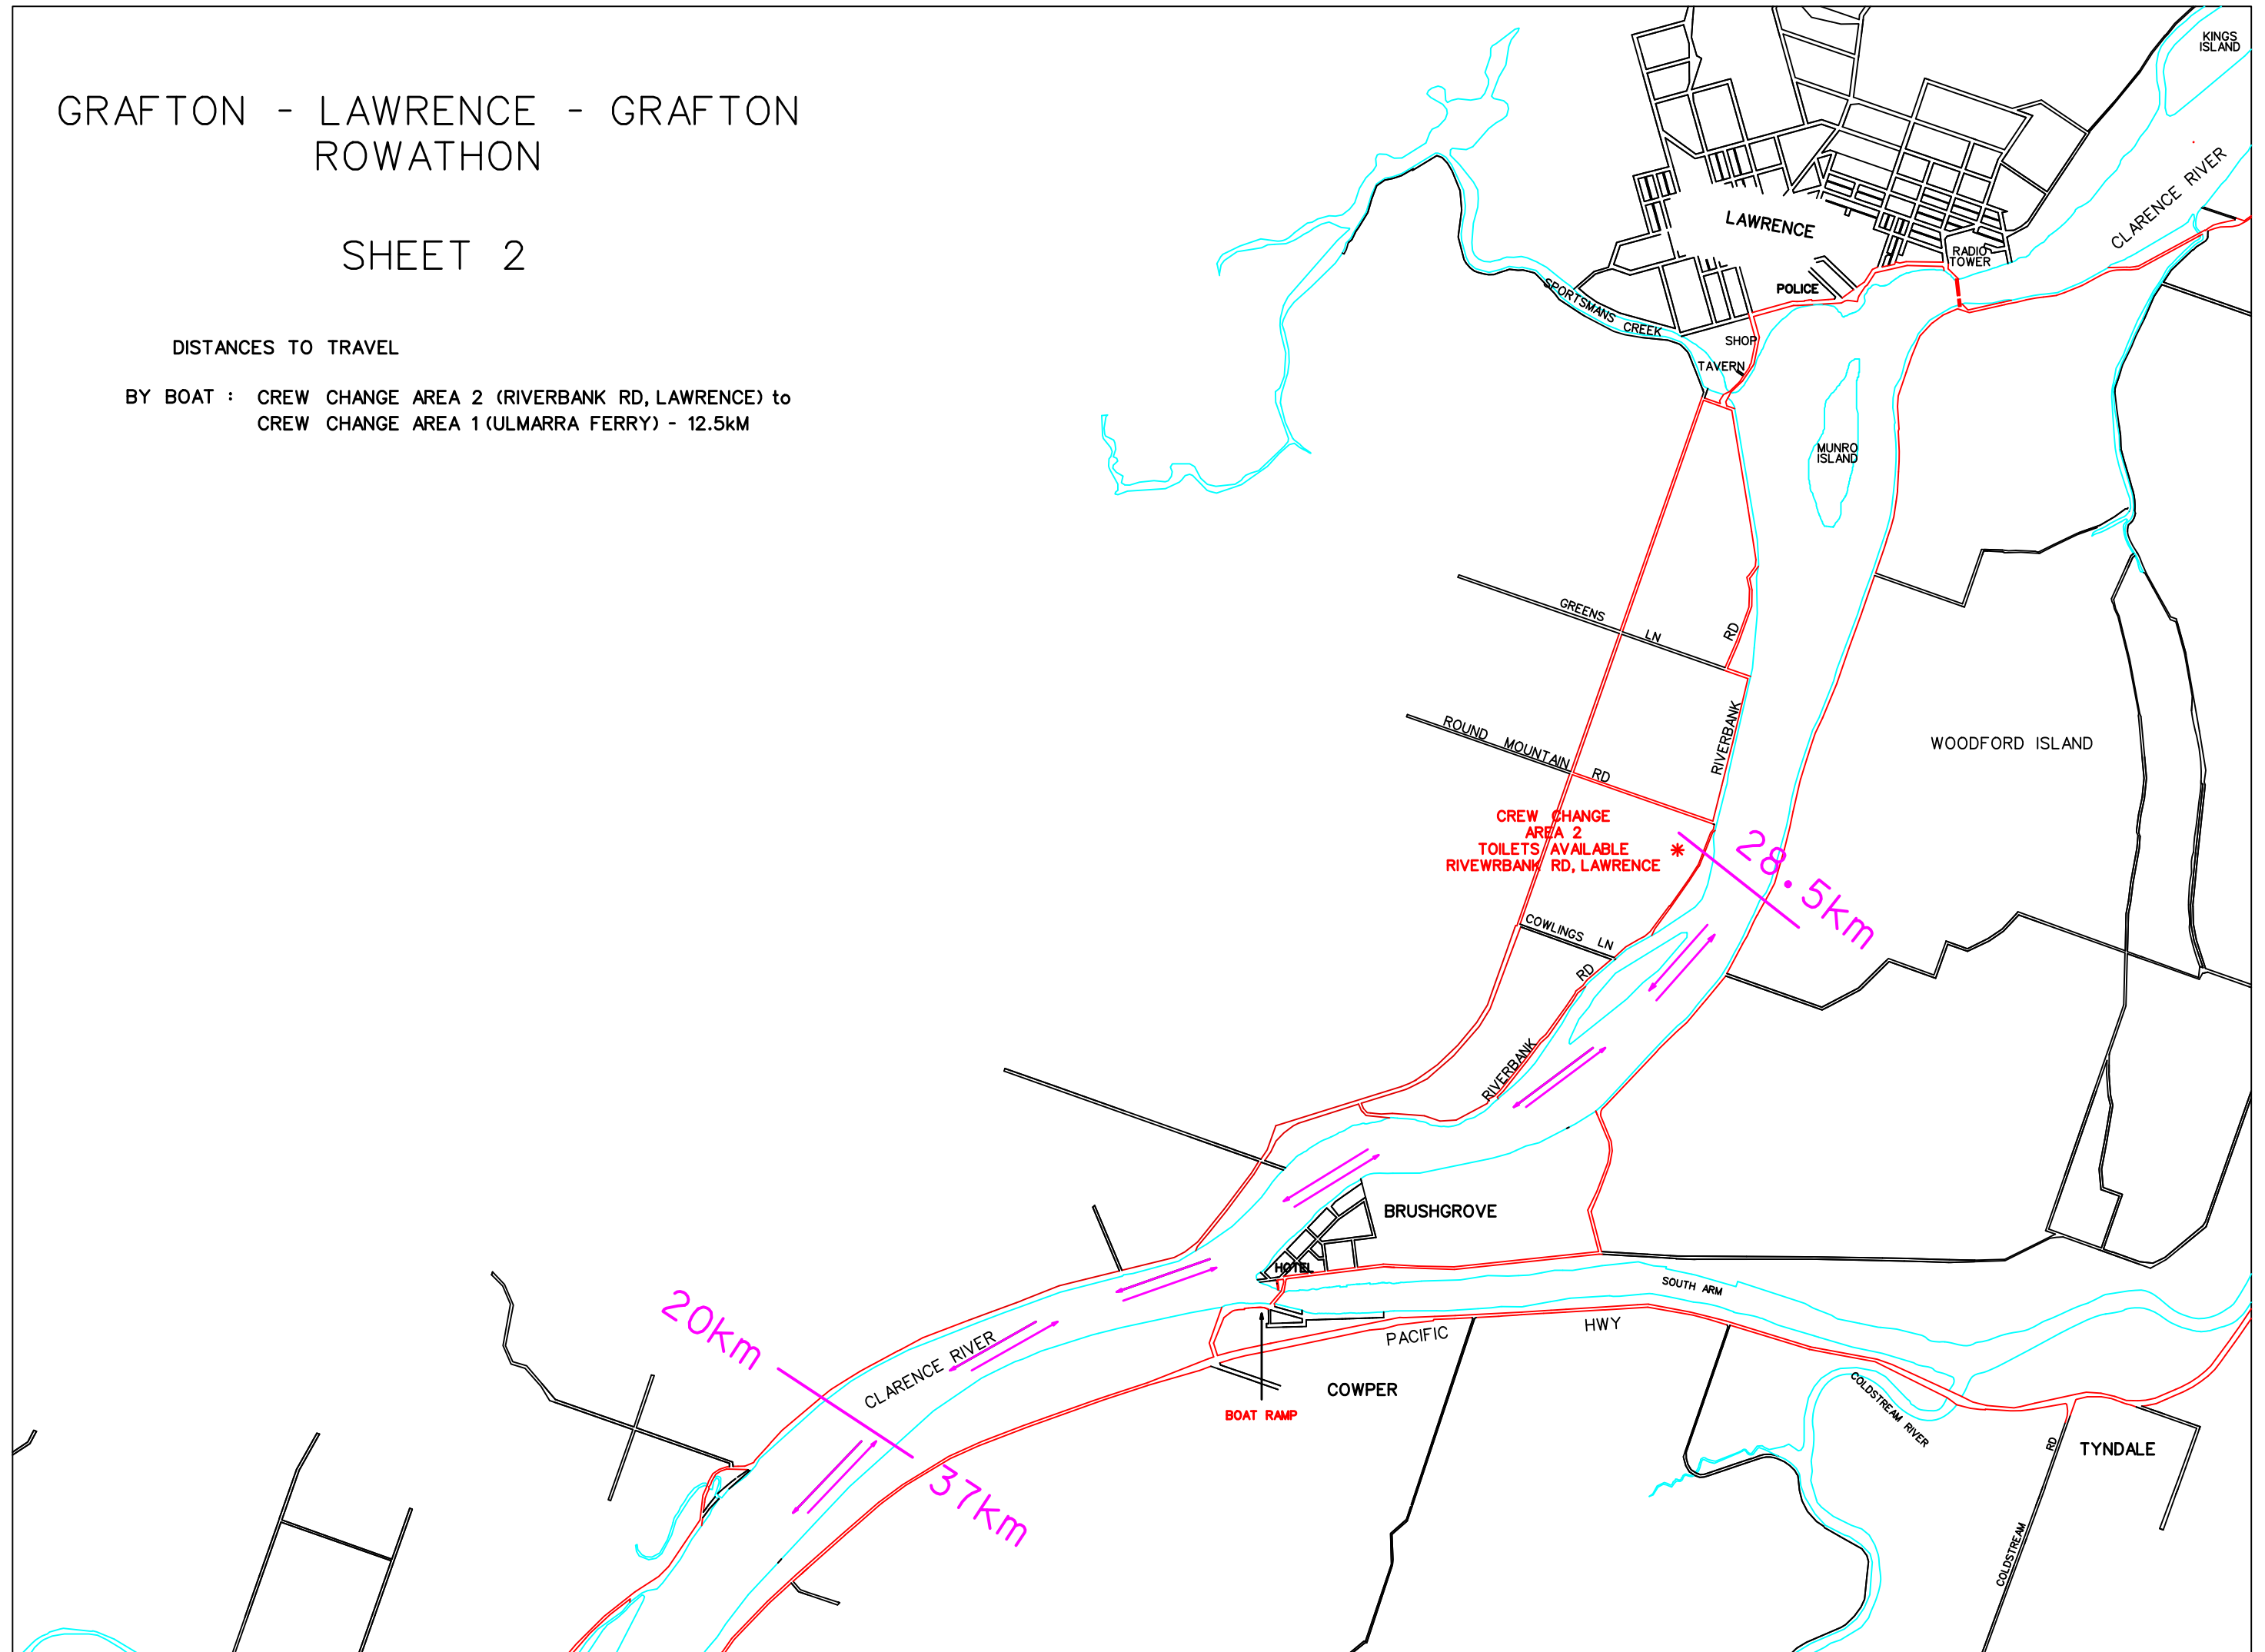 GRAFTON - LAWRENCE - GRAFTON
ROWATHON
SHEET 2
DISTANCES TO TRAVEL
BY BOAT : CREW CHANGE AREA 2 (RIVERBANK RD, LAWRENCE) to
CREW CHANGE AREA 1 (ULMARRA FERRY) - 12.5kM
KINGS
ISLAND
CLARENCE RIVER
LAWRENCE
RADIO
TOWER
POLICE
SPORTSMANS CREEK
SHOP
TAVERN
MUNRO
ISLAND
GREENS LN
RD
RIVERBANK
ROUND MOUNTAIN RD
WOODFORD ISLAND
CREW CHANGE
AREA 2
TOILETS AVAILABLE
RIVEWRBANK RD, LAWRENCE
*
28.5km
COWLINGS LN
RD
RIVERBANK
BRUSHGROVE
HOTEL
SOUTH ARM
20km
CLARENCE RIVER
PACIFIC HWY
COWPER
BOAT RAMP
COLDSTREAM RIVER
RD
TYNDALE
37km
COLDSTREAM